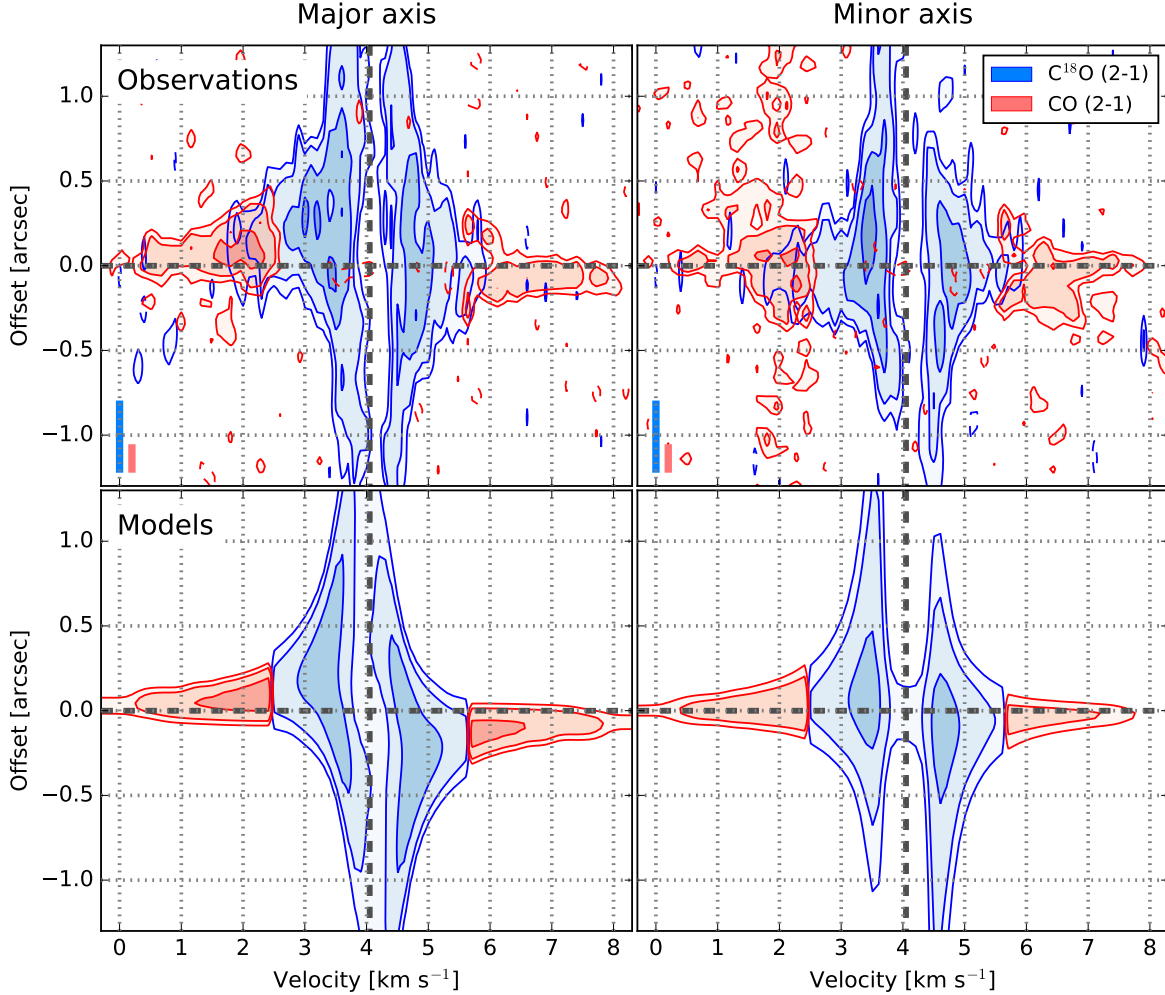 Major axis Minor axis
Observations
C¹⁸O (2-1)
CO (2-1)
1.0
0.5
0.0
−0.5
−1.0
Offset [arcsec]
Models
1.0
0.5
0.0
−0.5
−1.0
Offset [arcsec]
0 1 2 3 4 5 6 7 8 0 1 2 3 4 5 6 7 8
Velocity [km s⁻¹] Velocity [km s⁻¹]